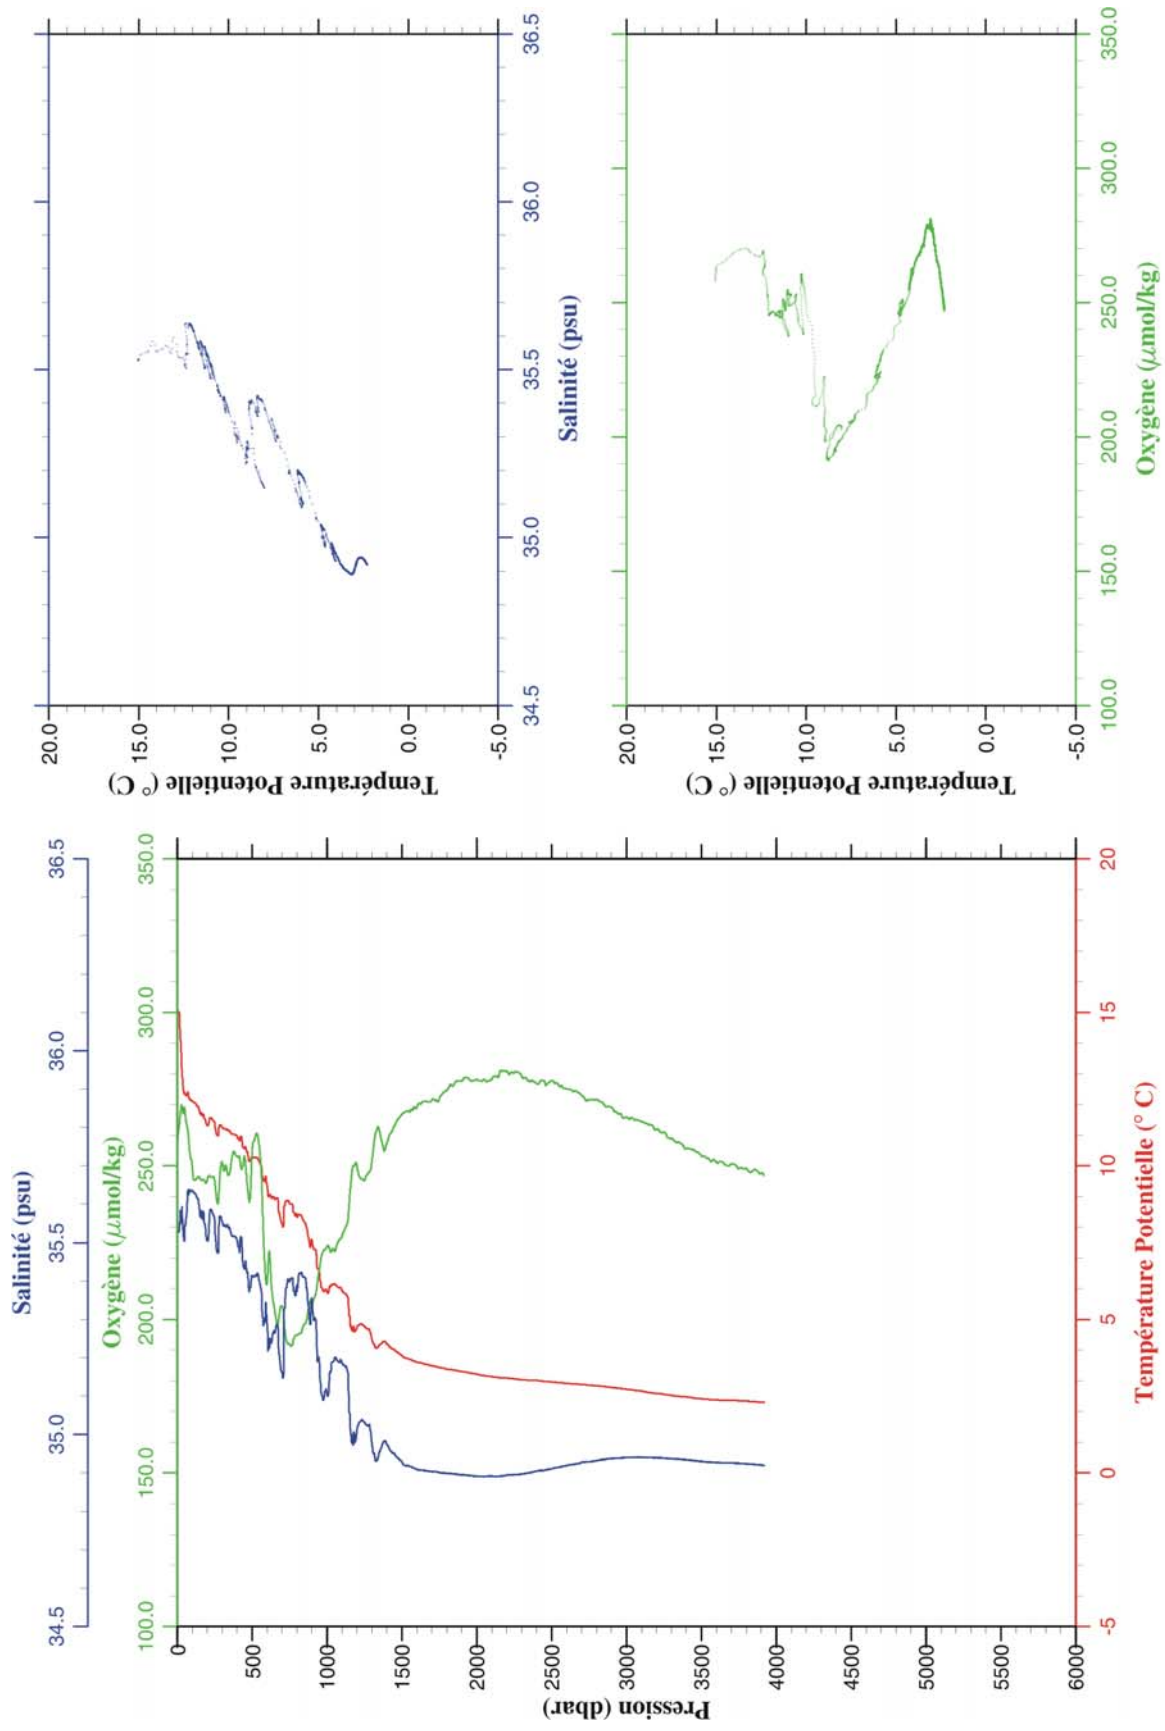 Salinité (psu)
34.5 35.0 35.5 36.0 36.5
Oxygène (μmol/kg)
100.0 150.0 200.0 250.0 300.0 350.0
Pression (dbar)
0
500
1000
1500
2000
2500
3000
3500
4000
4500
5000
5500
6000
-5 0 5 10 15 20
Température Potentielle (° C)
Température Potentielle (° C)
20.0
15.0
10.0
5.0
0.0
-5.0
34.5 35.0 35.5 36.0 36.5
Salinité (psu)
Température Potentielle (° C)
20.0
15.0
10.0
5.0
0.0
-5.0
100.0 150.0 200.0 250.0 300.0 350.0
Oxygène (μmol/kg)